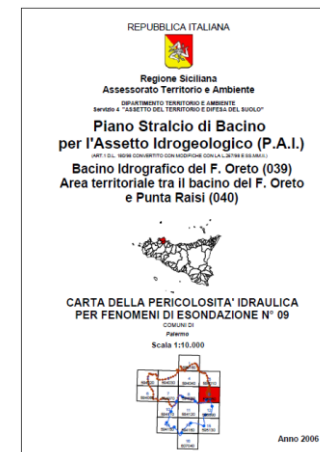 REPUBBLICA ITALIANA
Regione Siciliana
Assessorato Territorio e Ambiente
DIPARTIMENTO TERRITORIO E AMBIENTE
Servizio 4 "ASSETTO DEL TERRITORIO E DIFESA DEL SUOLO"
Piano Stralcio di Bacino
per l'Assetto Idrogeologico (P.A.I.)
Bacino Idrografico del F. Oreto (039)
Area territoriale tra il bacino del F. Oreto
e Punta Raisi (040)
CARTA DELLA PERICOLOSITA' IDRAULICA
PER FENOMENI DI ESONDAZIONE N° 09
COMUNI DI
Palermo
Scala 1:10.000
Anno 2006